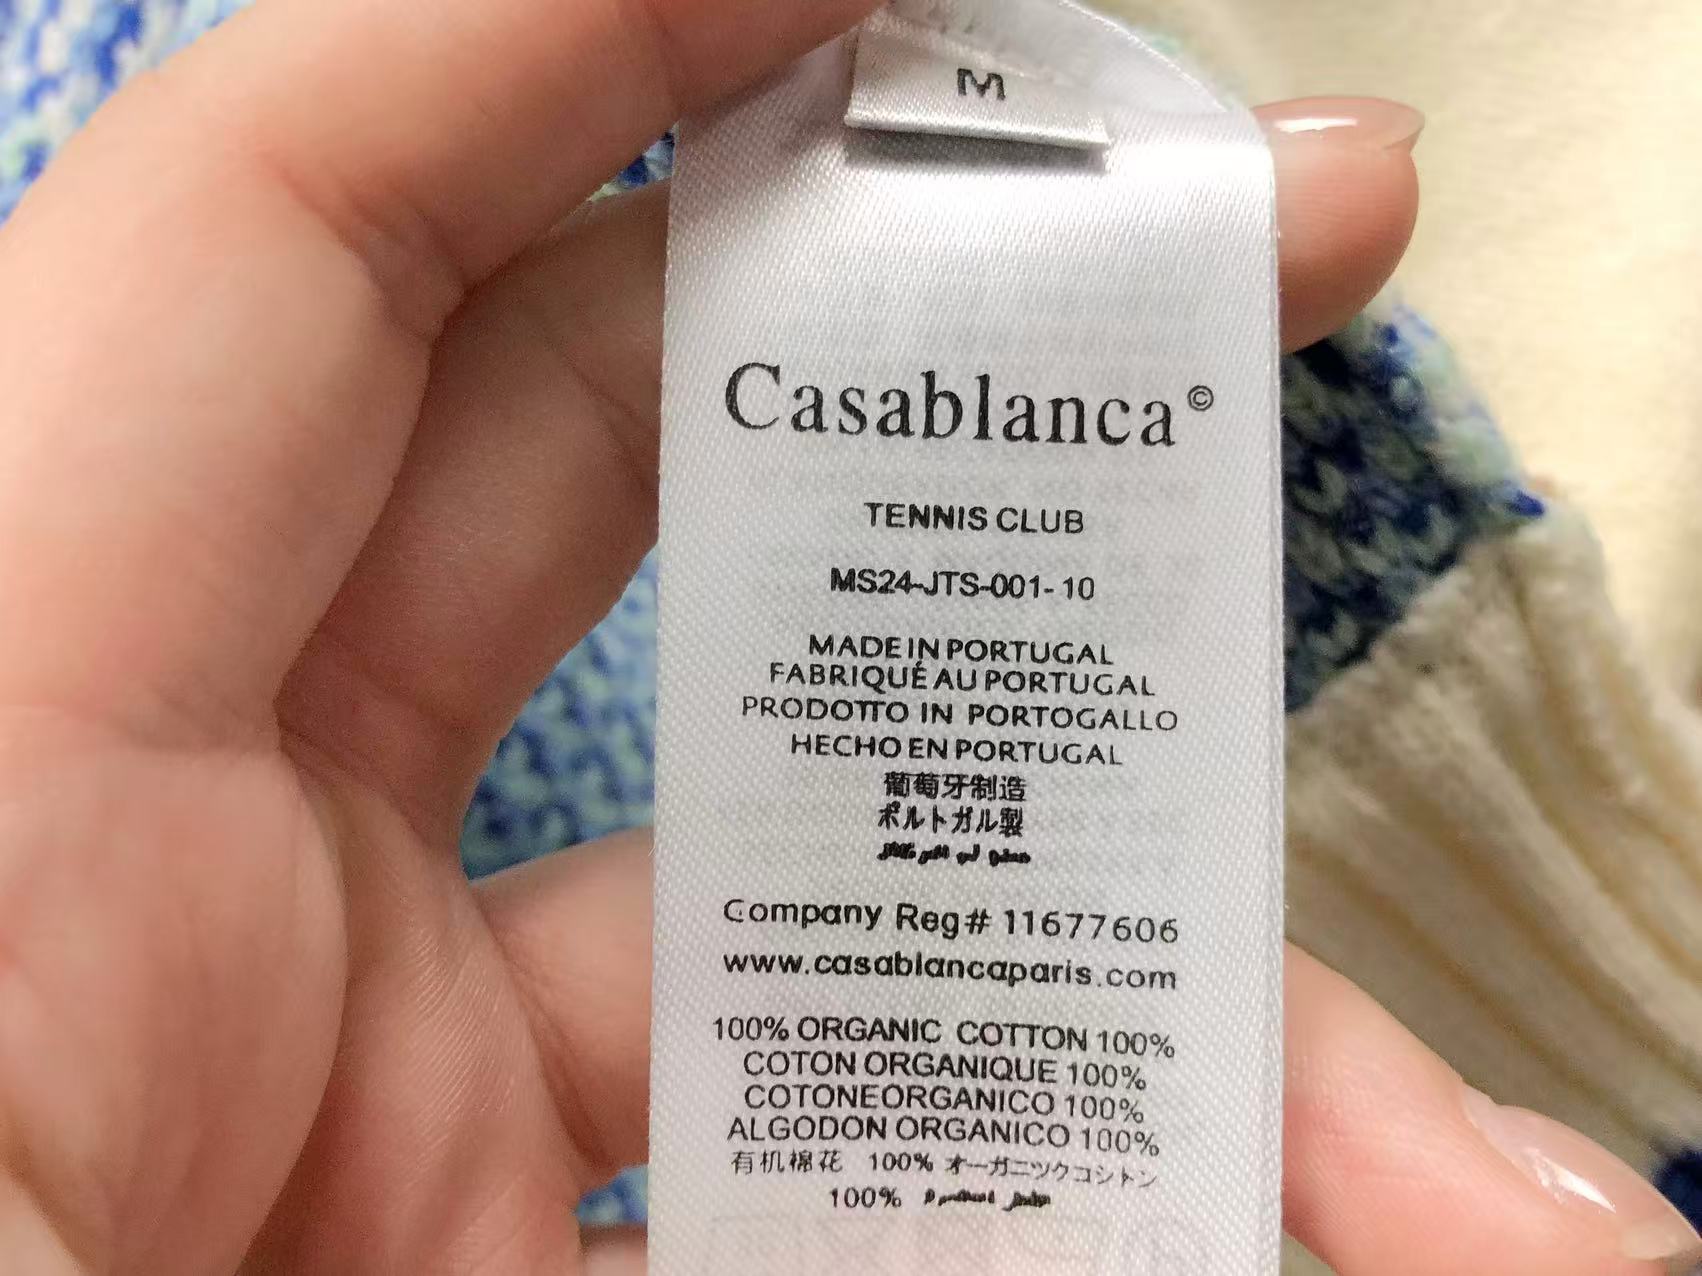 M
Casablanca©
TENNIS CLUB
MS24-JTS-001-10
MADE IN PORTUGAL
FABRIQUÉ AU PORTUGAL
PRODOTTO IN PORTOGALLO
HECHO EN PORTUGAL
葡萄牙制造
ポルトガル製
Company Reg# 11677606
www.casablancaparis.com
100% ORGANIC COTTON 100%
COTON ORGANIQUE 100%
COTONEORGANICO 100%
ALGODON ORGANICO 100%
有机棉花 100% オーガニツクコシトン
100%